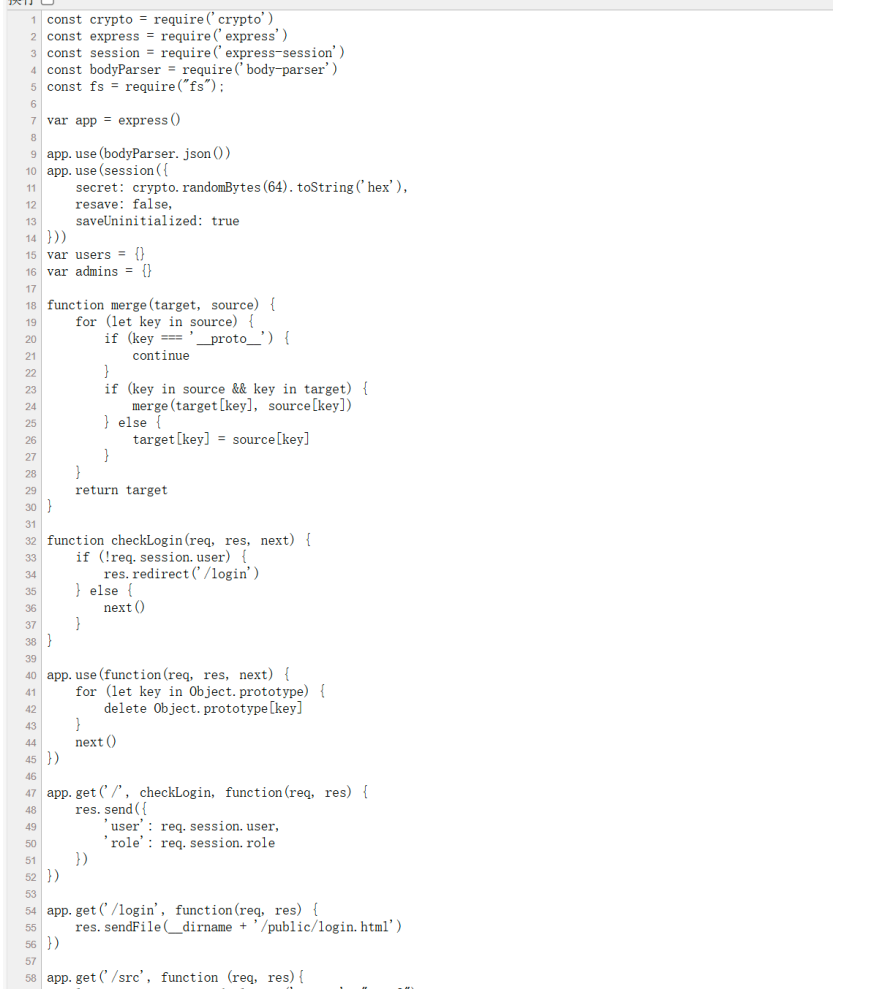 换行
1 const crypto = require('crypto')
2 const express = require('express')
3 const session = require('express-session')
4 const bodyParser = require('body-parser')
5 const fs = require("fs");
6
7 var app = express()
8
9 app.use(bodyParser.json())
10 app.use(session({
11     secret: crypto.randomBytes(64).toString('hex'),
12     resave: false,
13     saveUninitialized: true
14 }))
15 var users = {}
16 var admins = {}
17
18 function merge(target, source) {
19     for (let key in source) {
20         if (key === '__proto__') {
21             continue
22         }
23         if (key in source && key in target) {
24             merge(target[key], source[key])
25         } else {
26             target[key] = source[key]
27         }
28     }
29     return target
30 }
31
32 function checkLogin(req, res, next) {
33     if (!req.session.user) {
34         res.redirect('/login')
35     } else {
36         next()
37     }
38 }
39
40 app.use(function(req, res, next) {
41     for (let key in Object.prototype) {
42         delete Object.prototype[key]
43     }
44     next()
45 })
46
47 app.get('/', checkLogin, function(req, res) {
48     res.send({
49         'user': req.session.user,
50         'role': req.session.role
51     })
52 })
53
54 app.get('/login', function(req, res) {
55     res.sendFile(__dirname + '/public/login.html')
56 })
57
58 app.get('/src', function (req, res){